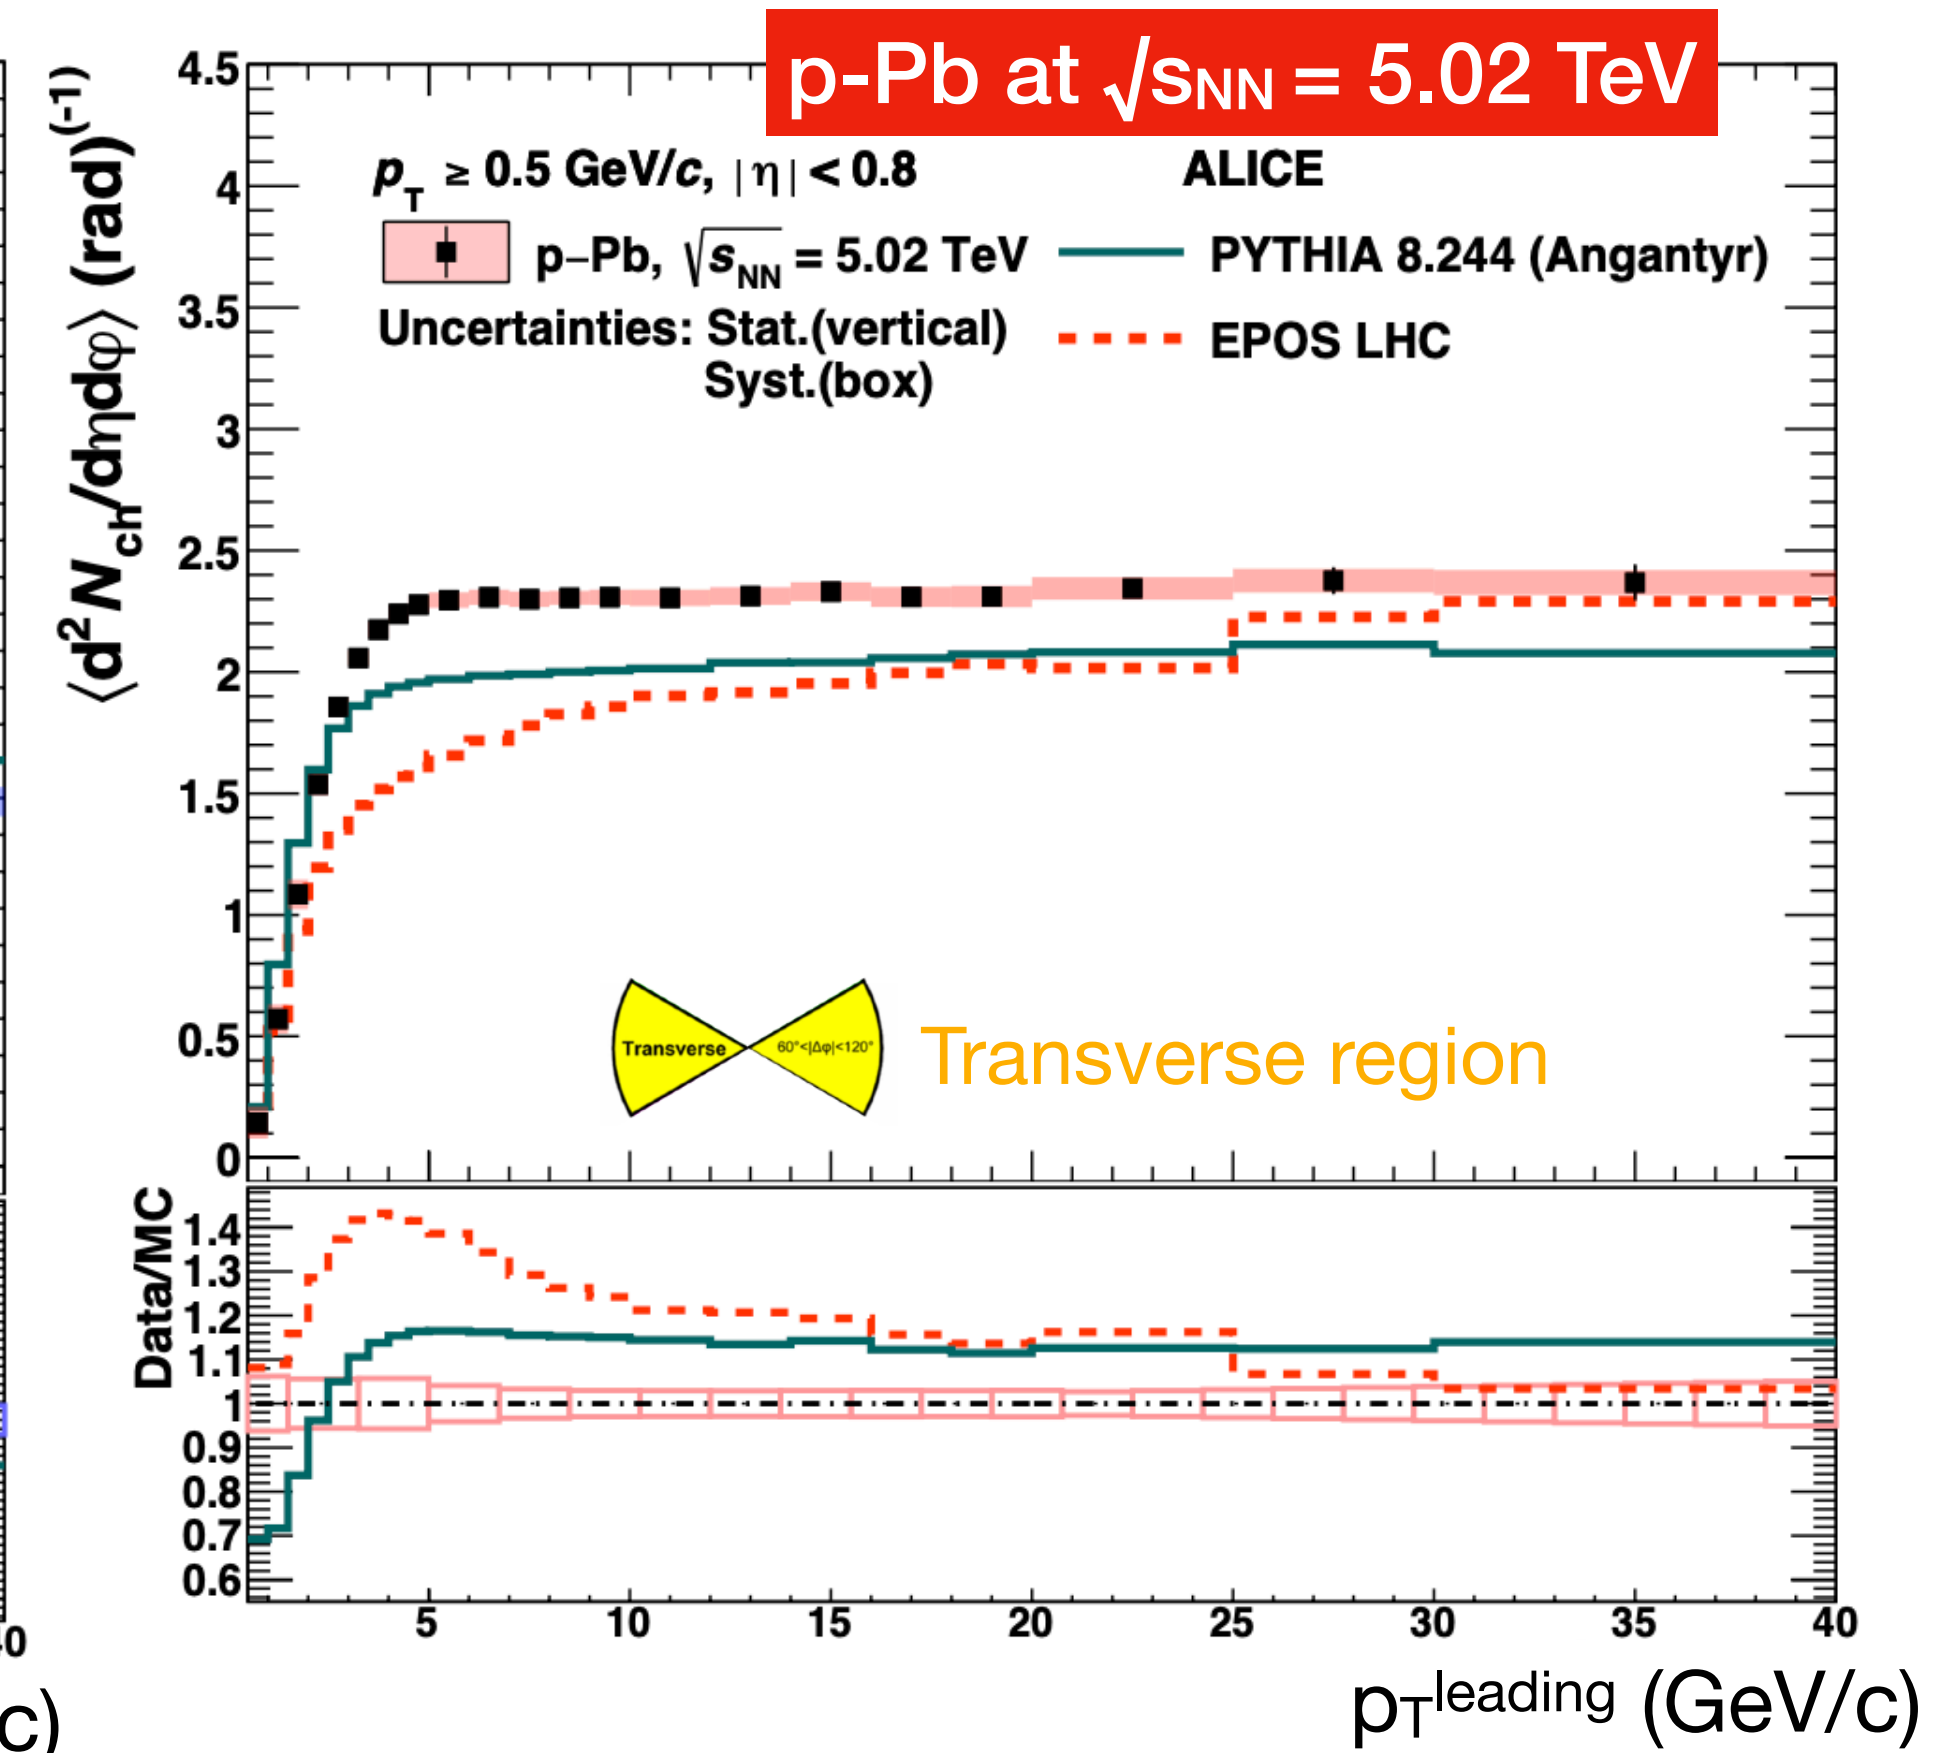 p-Pb at √sNN = 5.02 TeV
⟨d²N_ch/dηdφ⟩ (rad)^(-1)
4.5
4
3.5
3
2.5
2
1.5
1
0.5
0
p_T ≥ 0.5 GeV/c, |η| < 0.8
ALICE
p–Pb, √s_NN = 5.02 TeV
PYTHIA 8.244 (Angantyr)
Uncertainties: Stat.(vertical)
Syst.(box)
EPOS LHC
Transverse
60°<|Δφ|<120°
Transverse region
Data/MC
1.4
1.3
1.2
1.1
1
0.9
0.8
0.7
0.6
5 10 15 20 25 30 35 40
pT^leading (GeV/c)
0
c)